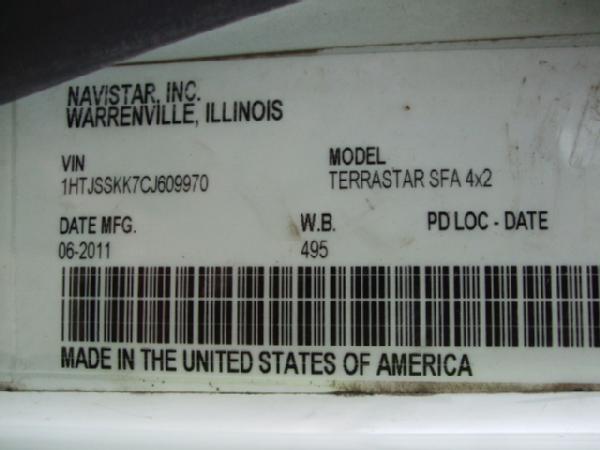 NAVISTAR, INC.
WARRENVILLE, ILLINOIS
VIN MODEL
1HTJSSKK7CJ609970 TERRASTAR SFA 4x2
DATE MFG. W.B. PD LOC - DATE
06-2011 495
MADE IN THE UNITED STATES OF AMERICA